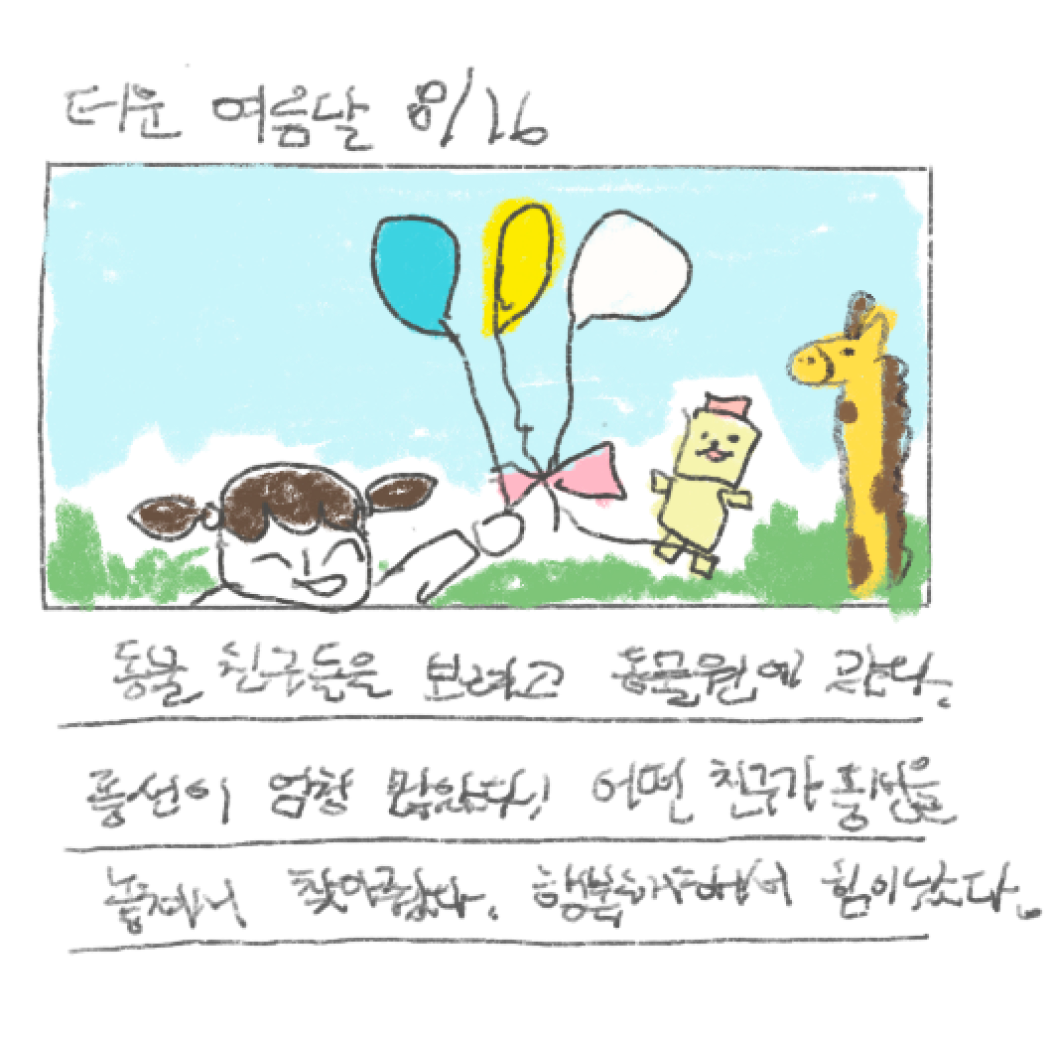 더운 여름날 8/16
동물 친구들을 보려고 동물원에 갔다.
풍선이 엄청 많았다! 어떤 친구가 풍선을
놓쳐서 찾아줬다. 행복해해서 힘이났다.